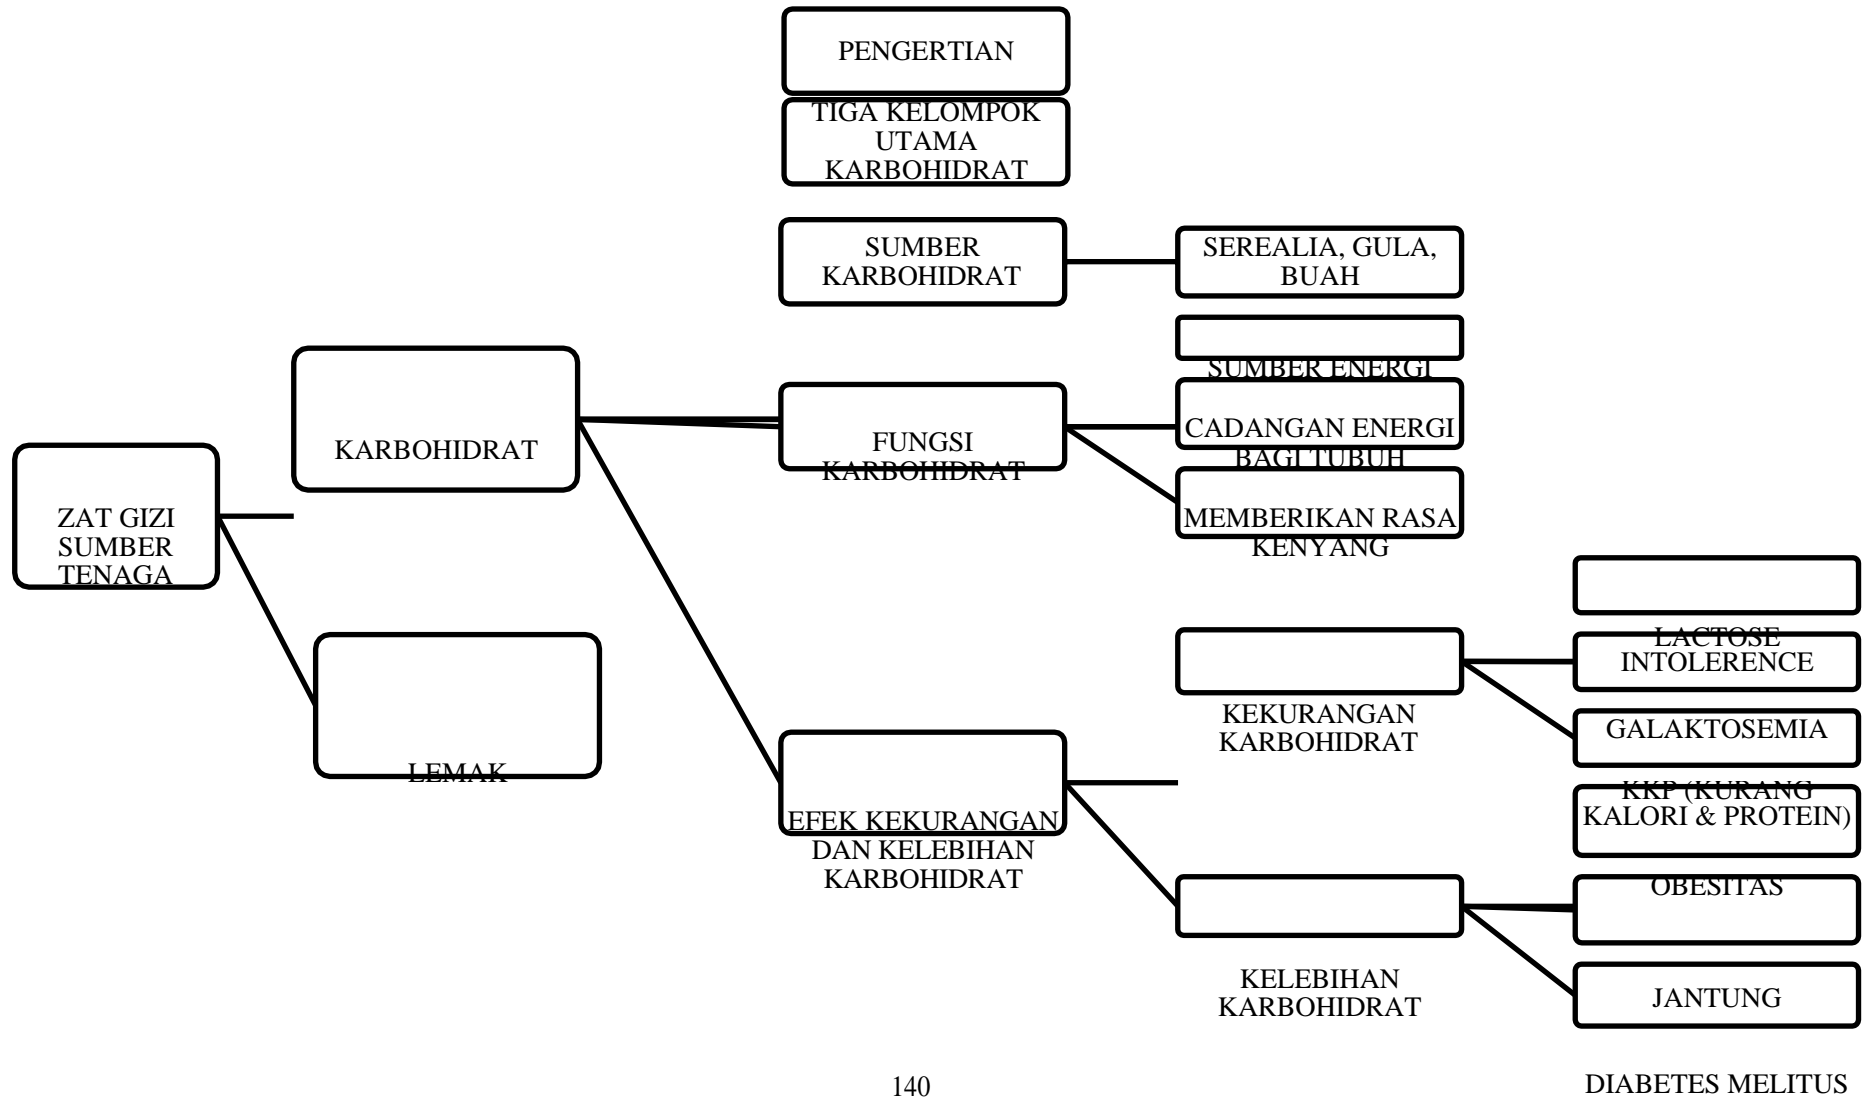 PENGERTIAN
TIGA KELOMPOK
UTAMA
KARBOHIDRAT
SUMBER
KARBOHIDRAT
SEREALIA, GULA,
BUAH
SUMBER ENERGI
CADANGAN ENERGI
BAGI TUBUH
MEMBERIKAN RASA
KENYANG
FUNGSI
KARBOHIDRAT
KARBOHIDRAT
ZAT GIZI
SUMBER
TENAGA
LEMAK
EFEK KEKURANGAN
DAN KELEBIHAN
KARBOHIDRAT
KEKURANGAN
KARBOHIDRAT
LACTOSE
INTOLERENCE
GALAKTOSEMIA
KKP (KURANG
KALORI & PROTEIN)
KELEBIHAN
KARBOHIDRAT
OBESITAS
JANTUNG
DIABETES MELITUS
140